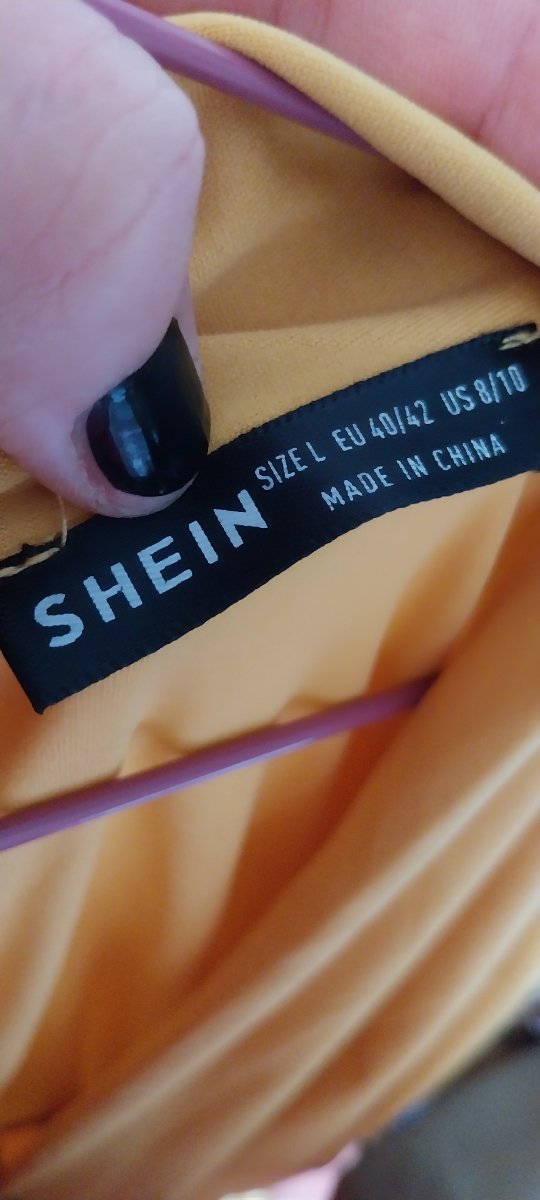 SHEIN
SIZE L EU 40/42 US 8/10
MADE IN CHINA